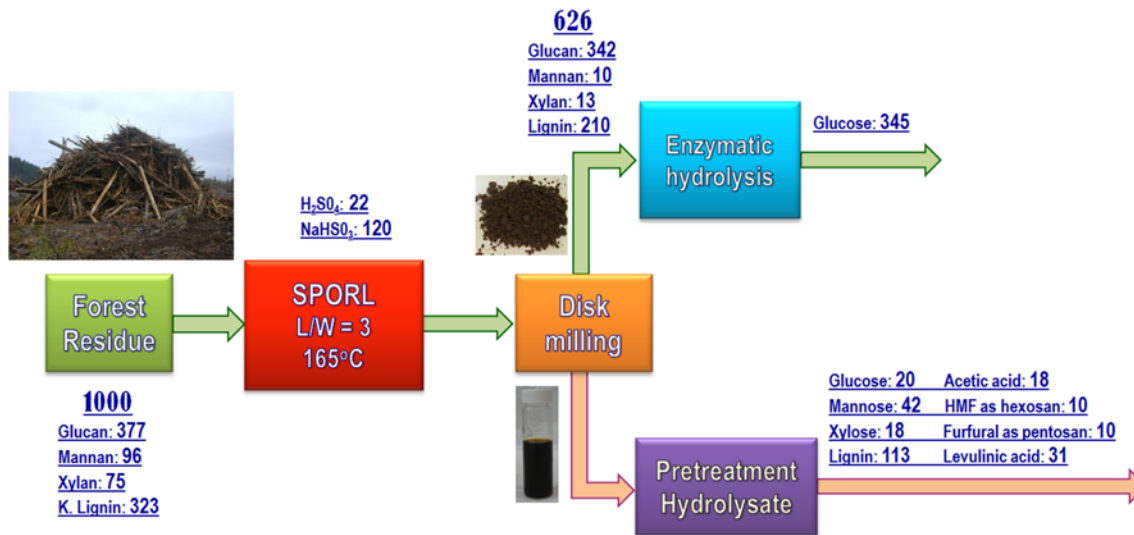 626
Glucan: 342
Mannan: 10
Xylan: 13
Lignin: 210
Enzymatic
hydrolysis
Glucose: 345
H₂S0₄: 22
NaHS0₃: 120
Forest
Residue
SPORL
L/W = 3
165ºC
Disk
milling
1000
Glucan: 377
Mannan: 96
Xylan: 75
K. Lignin: 323
Pretreatment
Hydrolysate
Glucose: 20 Acetic acid: 18
Mannose: 42 HMF as hexosan: 10
Xylose: 18 Furfural as pentosan: 10
Lignin: 113 Levulinic acid: 31